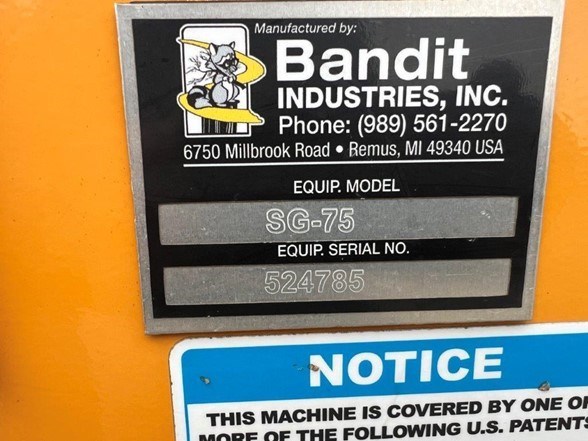 Manufactured by:
Bandit
INDUSTRIES, INC.
Phone: (989) 561-2270
6750 Millbrook Road • Remus, MI 49340 USA
EQUIP. MODEL
SG-75
EQUIP. SERIAL NO.
524785
NOTICE
THIS MACHINE IS COVERED BY ONE OR
MORE OF THE FOLLOWING U.S. PATENTS